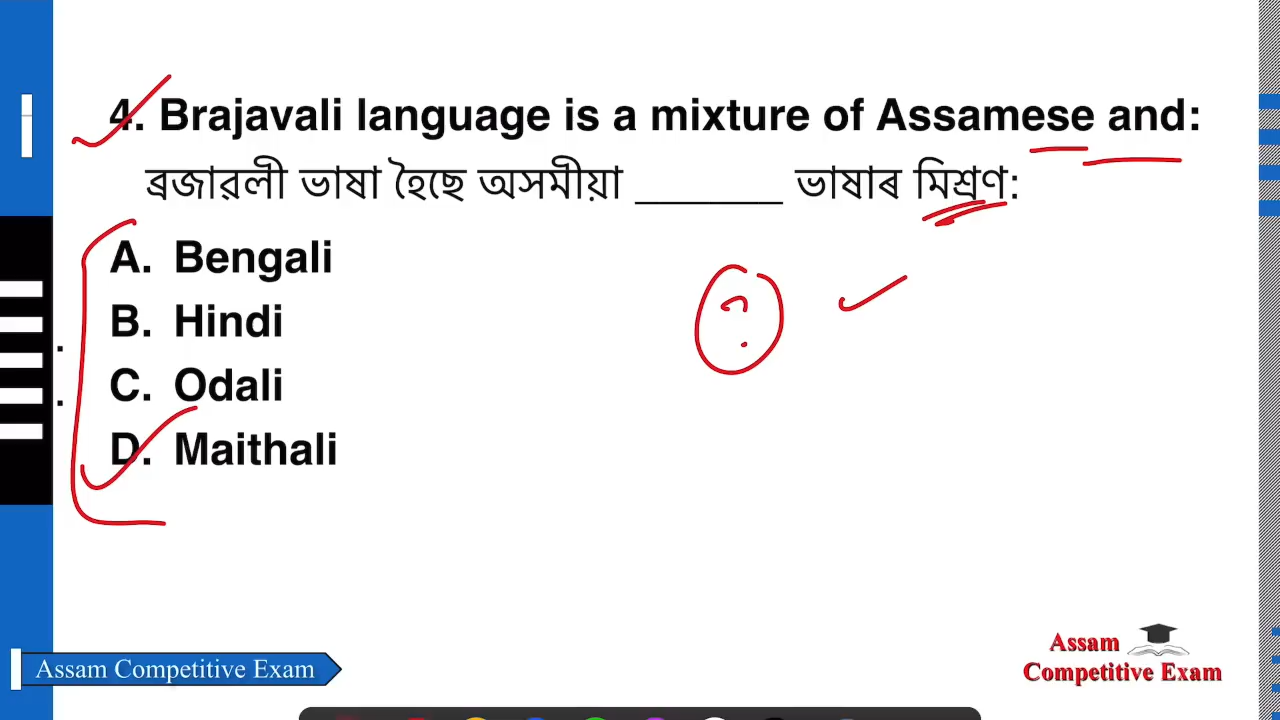 4. Brajavali language is a mixture of Assamese and:
ব্ৰজাৱলী ভাষা হৈছে অসমীয়া ______ ভাষাৰ মিশ্ৰণ:
A. Bengali
B. Hindi
C. Odali
D. Maithali
?
Assam Competitive Exam
Assam
Competitive Exam